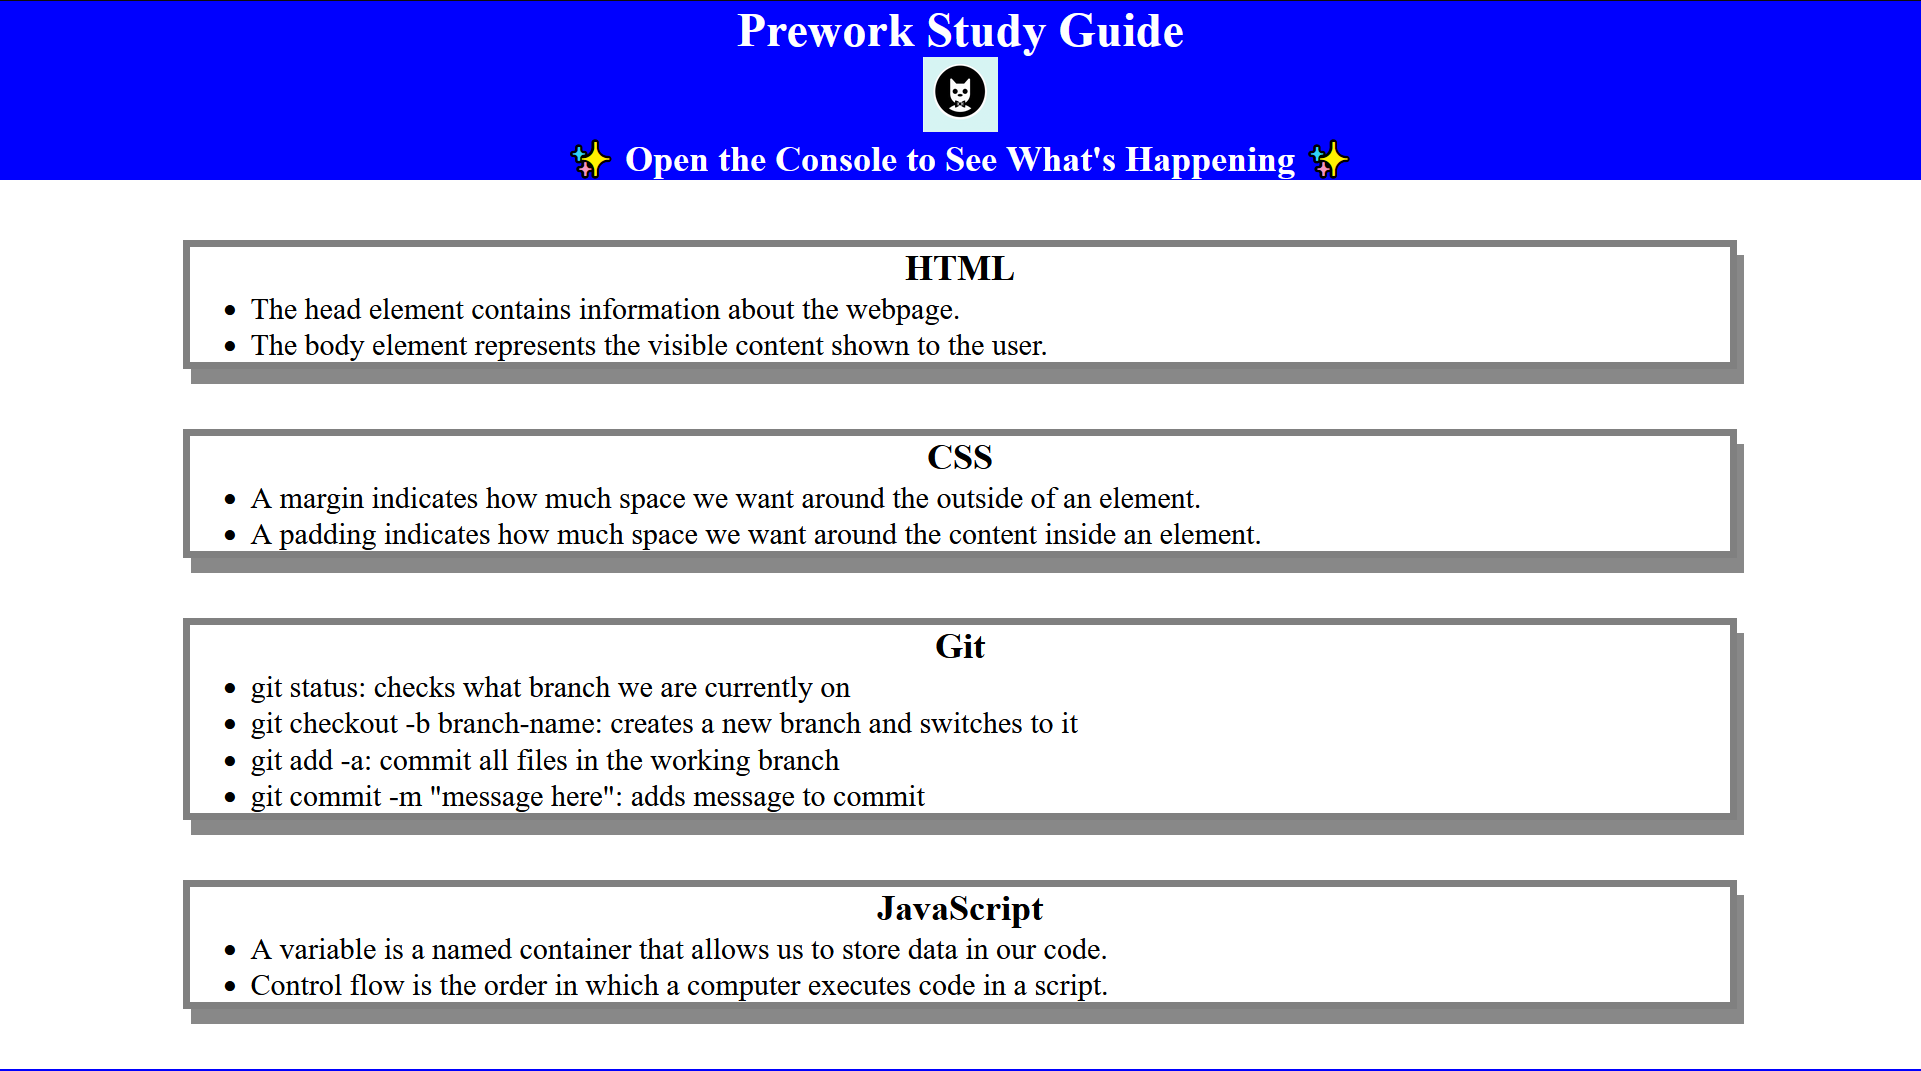 Prework Study Guide
✨ Open the Console to See What's Happening ✨
HTML
• The head element contains information about the webpage.
• The body element represents the visible content shown to the user.
CSS
• A margin indicates how much space we want around the outside of an element.
• A padding indicates how much space we want around the content inside an element.
Git
• git status: checks what branch we are currently on
• git checkout -b branch-name: creates a new branch and switches to it
• git add -a: commit all files in the working branch
• git commit -m "message here": adds message to commit
JavaScript
• A variable is a named container that allows us to store data in our code.
• Control flow is the order in which a computer executes code in a script.